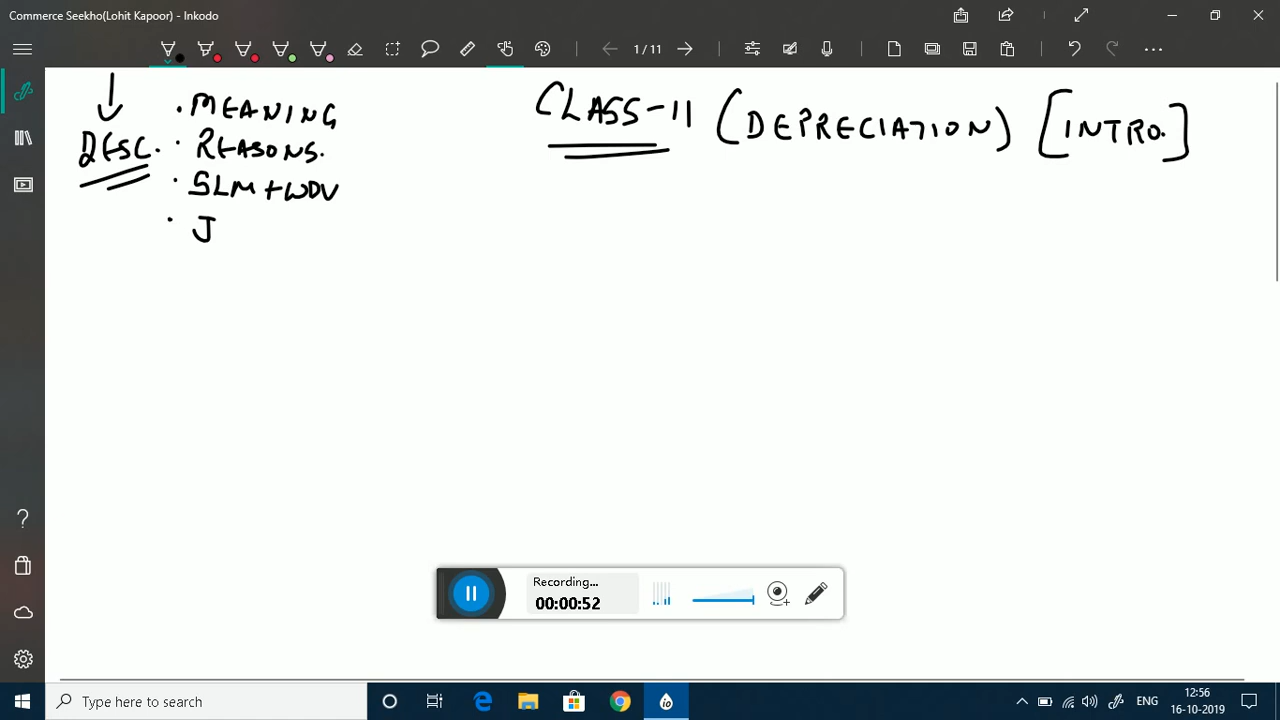 Commerce Seekho(Lohit Kapoor) - Inkodo
1 / 11
CLASS-11 (DEPRECIATION) [INTRO.]
DESC.
· MEANING
· REASONS.
· SLM + WDV
· J
Recording...
00:00:52
Type here to search
io
ENG
12:56
16-10-2019